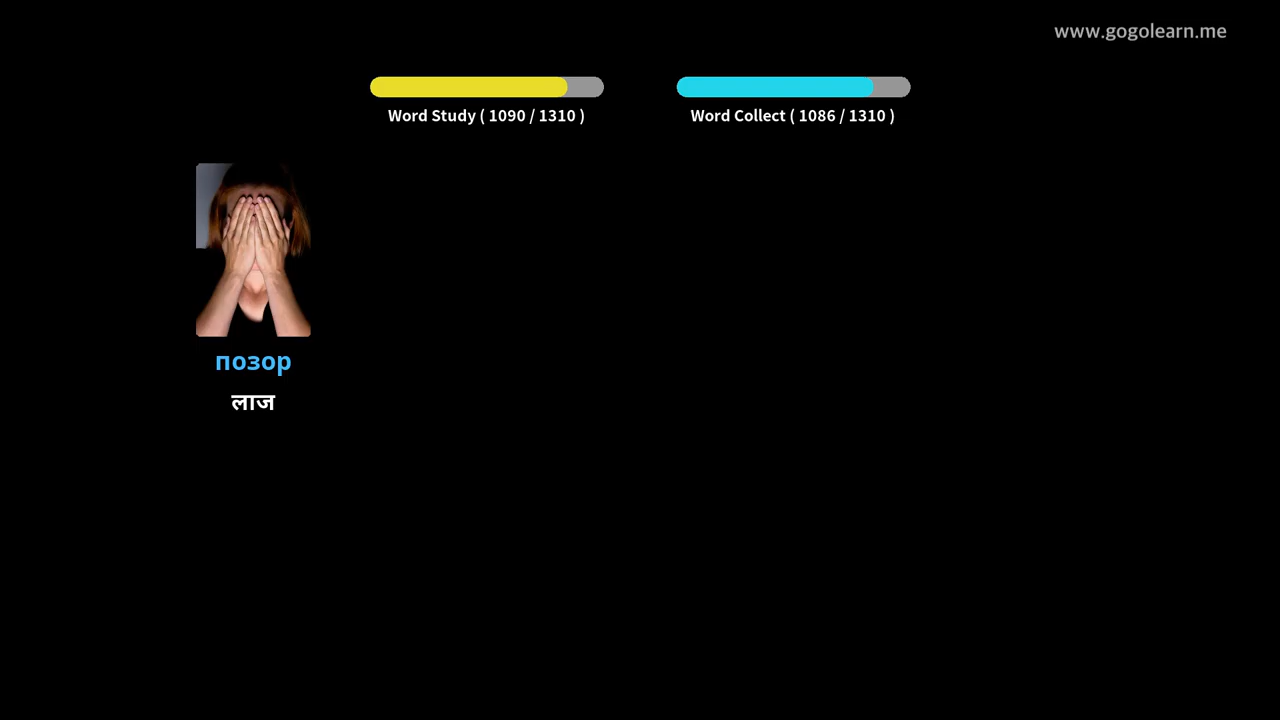 www.gogolearn.me
Word Study ( 1090 / 1310 )
Word Collect ( 1086 / 1310 )
позор
लाज